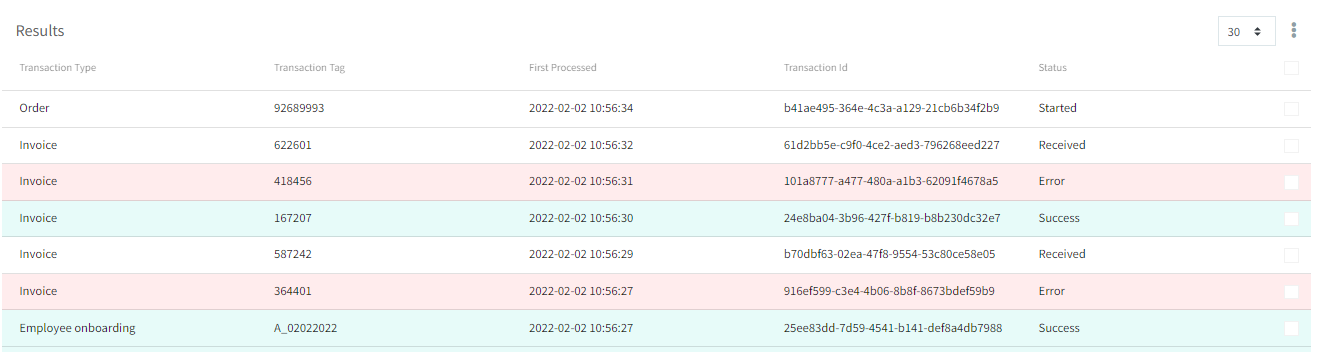 Results
30
Transaction Type Transaction Tag First Processed Transaction Id Status
Order 92689993 2022-02-02 10:56:34 b41ae495-364e-4c3a-a129-21cb6b34f2b9 Started
Invoice 622601 2022-02-02 10:56:32 61d2bb5e-c9f0-4ce2-aed3-796268eed227 Received
Invoice 418456 2022-02-02 10:56:31 101a8777-a477-480a-a1b3-62091f4678a5 Error
Invoice 167207 2022-02-02 10:56:30 24e8ba04-3b96-427f-b819-b8b230dc32e7 Success
Invoice 587242 2022-02-02 10:56:29 b70dbf63-02ea-47f8-9554-53c80ce58e05 Received
Invoice 364401 2022-02-02 10:56:27 916ef599-c3e4-4b06-8b8f-8673bdef59b9 Error
Employee onboarding A_02022022 2022-02-02 10:56:27 25ee83dd-7d59-4541-b141-def8a4db7988 Success